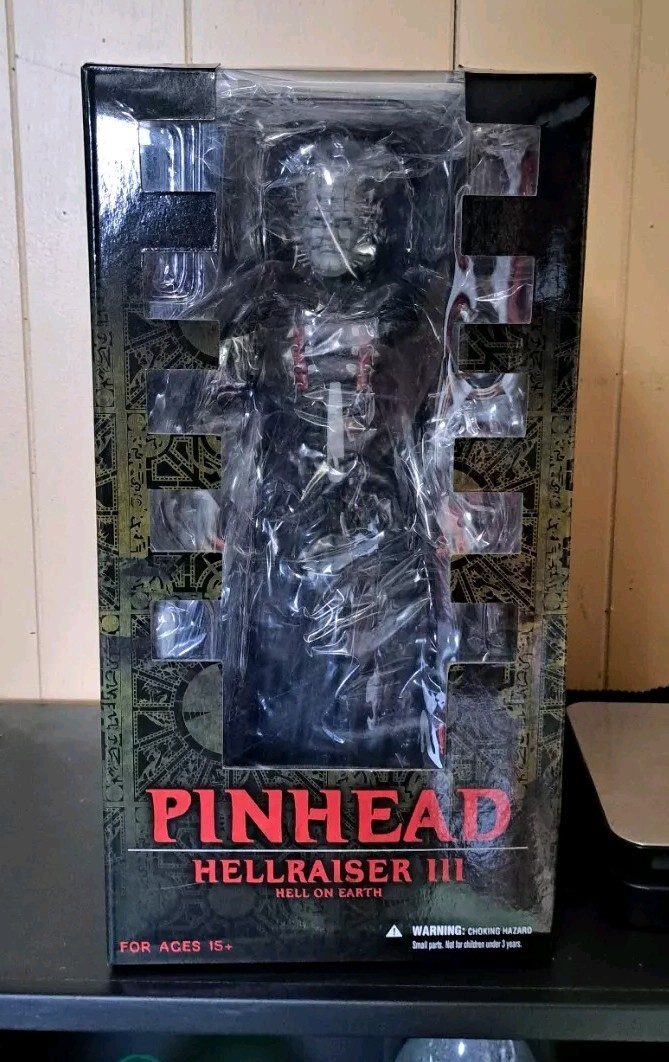 PINHEAD
HELLRAISER III
HELL ON EARTH
FOR AGES 15+
WARNING: CHOKING HAZARD
Small parts. Not for children under 3 years.